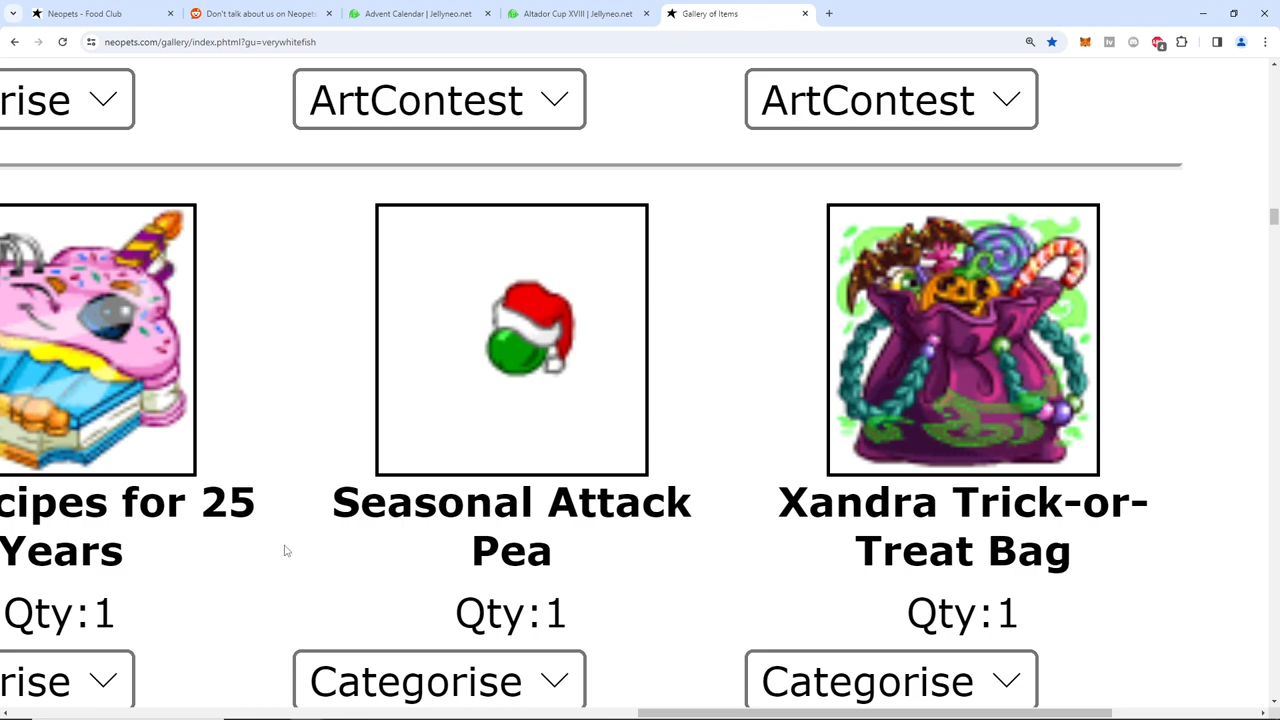 Neopets - Food Club
Don't talk about us on Neopet
Advent Calendar | Jellyneo.net
Altador Cup XVIII | Jellyneo.net
Gallery of Items
neopets.com/gallery/index.phtml?gu=verywhitefish
rise
ArtContest
ArtContest
cipes for 25
Years
Seasonal Attack
Pea
Xandra Trick-or-
Treat Bag
Qty:1
Qty:1
Qty:1
rise
Categorise
Categorise